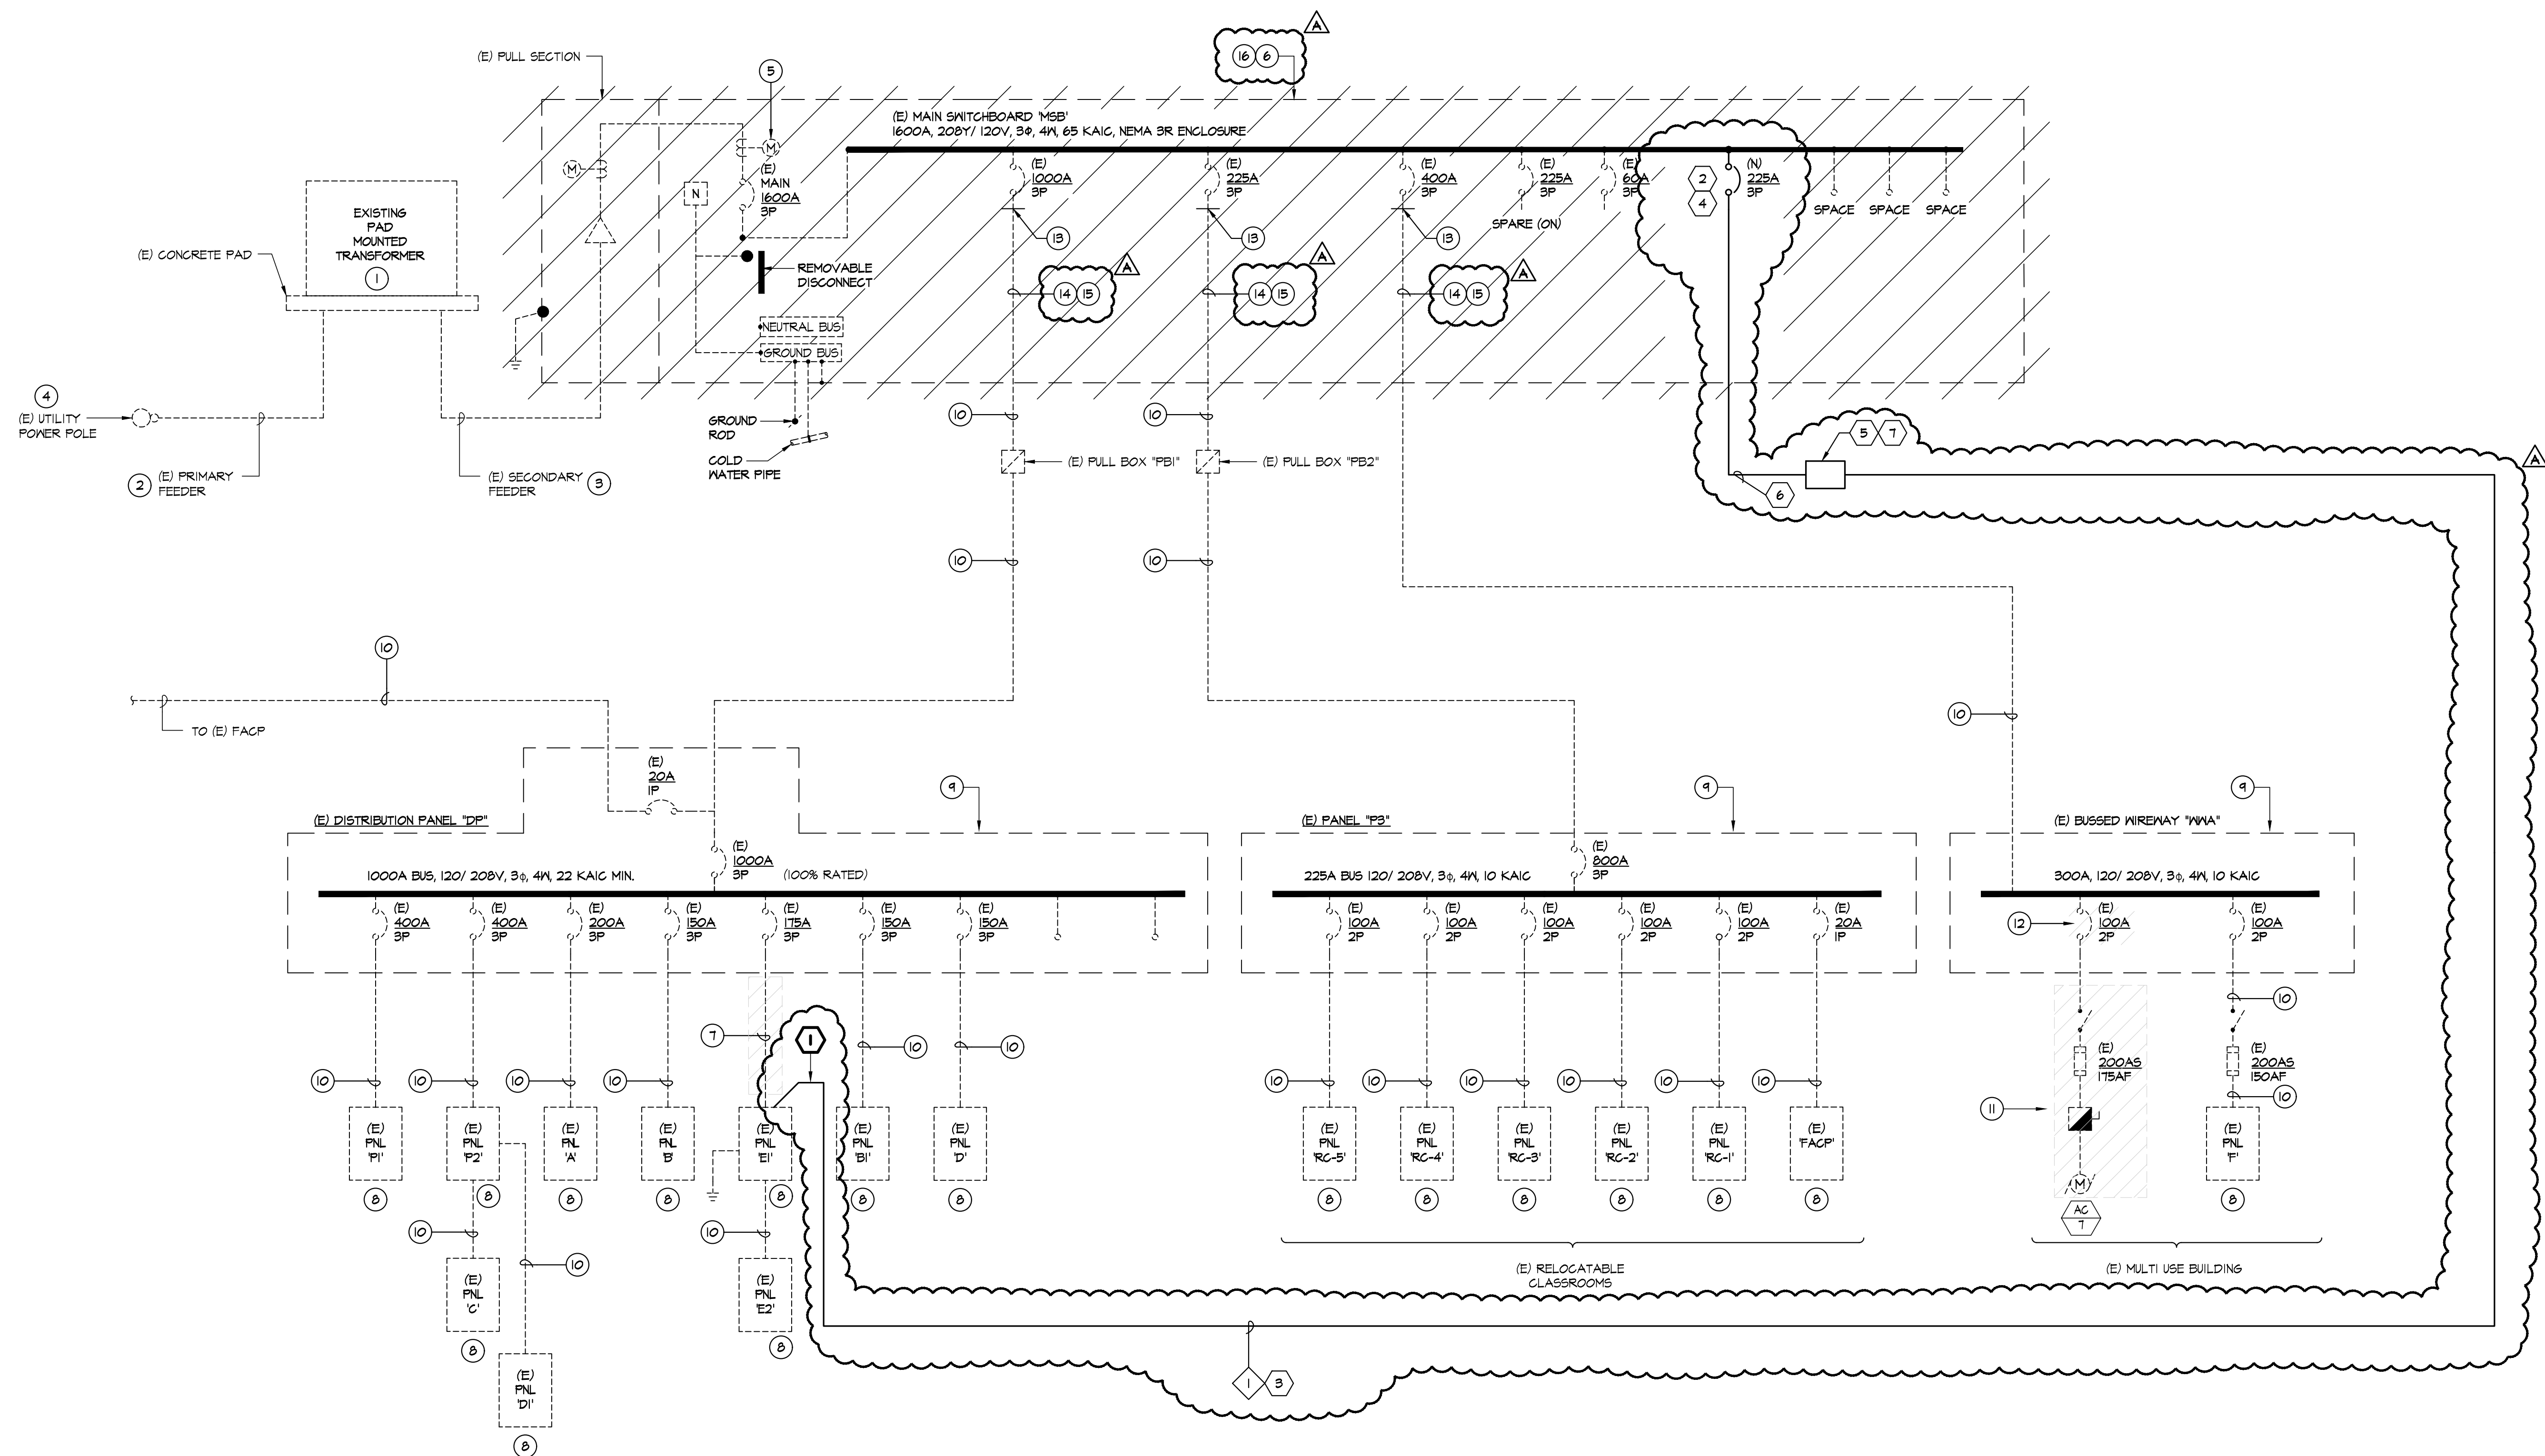 A
16 6
(E) PULL SECTION
5
(E) MAIN SWITCHBOARD 'MSB'
1600A, 208Y/ 120V, 3Φ, 4W, 65 KAIC, NEMA 3R ENCLOSURE
M
M
(E)
MAIN
1600A
3P
N
(E)
1000A
3P
(E)
225A
3P
(E)
400A
3P
(E)
225A
3P
SPARE (ON)
(E)
60A
3P
2
4
(N)
225A
3P
SPACE
SPACE
SPACE
EXISTING
PAD
MOUNTED
TRANSFORMER
1
(E) CONCRETE PAD
13
13
13
REMOVABLE
DISCONNECT
A
14 15
A
14 15
A
14 15
NEUTRAL BUS
GROUND BUS
4
(E) UTILITY
POWER POLE
GROUND
ROD
COLD
WATER PIPE
10
10
5 7
A
2
(E) PRIMARY
FEEDER
(E) SECONDARY
FEEDER
3
(E) PULL BOX "PB1"
(E) PULL BOX "PB2"
6
10
10
10
TO (E) FACP
10
(E)
20A
1P
9
9
9
(E) DISTRIBUTION PANEL "DP"
(E) PANEL "P3"
(E) BUSSED WIREWAY "WWA"
(E)
1000A
3P
(100% RATED)
1000A BUS, 120/ 208V, 3ϕ, 4W, 22 KAIC MIN.
(E)
800A
3P
225A BUS 120/ 208V, 3ϕ, 4W, 10 KAIC
300A, 120/ 208V, 3ϕ, 4W, 10 KAIC
(E)
400A
3P
(E)
400A
3P
(E)
200A
3P
(E)
150A
3P
(E)
175A
3P
(E)
150A
3P
(E)
150A
3P
(E)
100A
2P
(E)
100A
2P
(E)
100A
2P
(E)
100A
2P
(E)
100A
2P
(E)
20A
1P
12
(E)
100A
2P
(E)
100A
2P
7
1
10
10
10
10
10
10
10
10
10
10
10
10
10
(E)
200AS
175AF
(E)
200AS
150AF
10
11
(E)
PNL
'P1'
8
(E)
PNL
'P2'
8
(E)
PNL
'A'
8
(E)
PNL
'B'
8
(E)
PNL
'E1'
8
(E)
PNL
'B1'
8
(E)
PNL
'D'
8
(E)
PNL
'RC-5'
8
(E)
PNL
'RC-4'
8
(E)
PNL
'RC-3'
8
(E)
PNL
'RC-2'
8
(E)
PNL
'RC-1'
8
(E)
'FACP'
8
M
AC
7
(E)
PNL
'F'
8
10
10
10
(E)
PNL
'C'
8
(E)
PNL
'E2'
8
(E) RELOCATABLE
CLASSROOMS
(E) MULTI USE BUILDING
(E)
PNL
'D1'
8
1 3